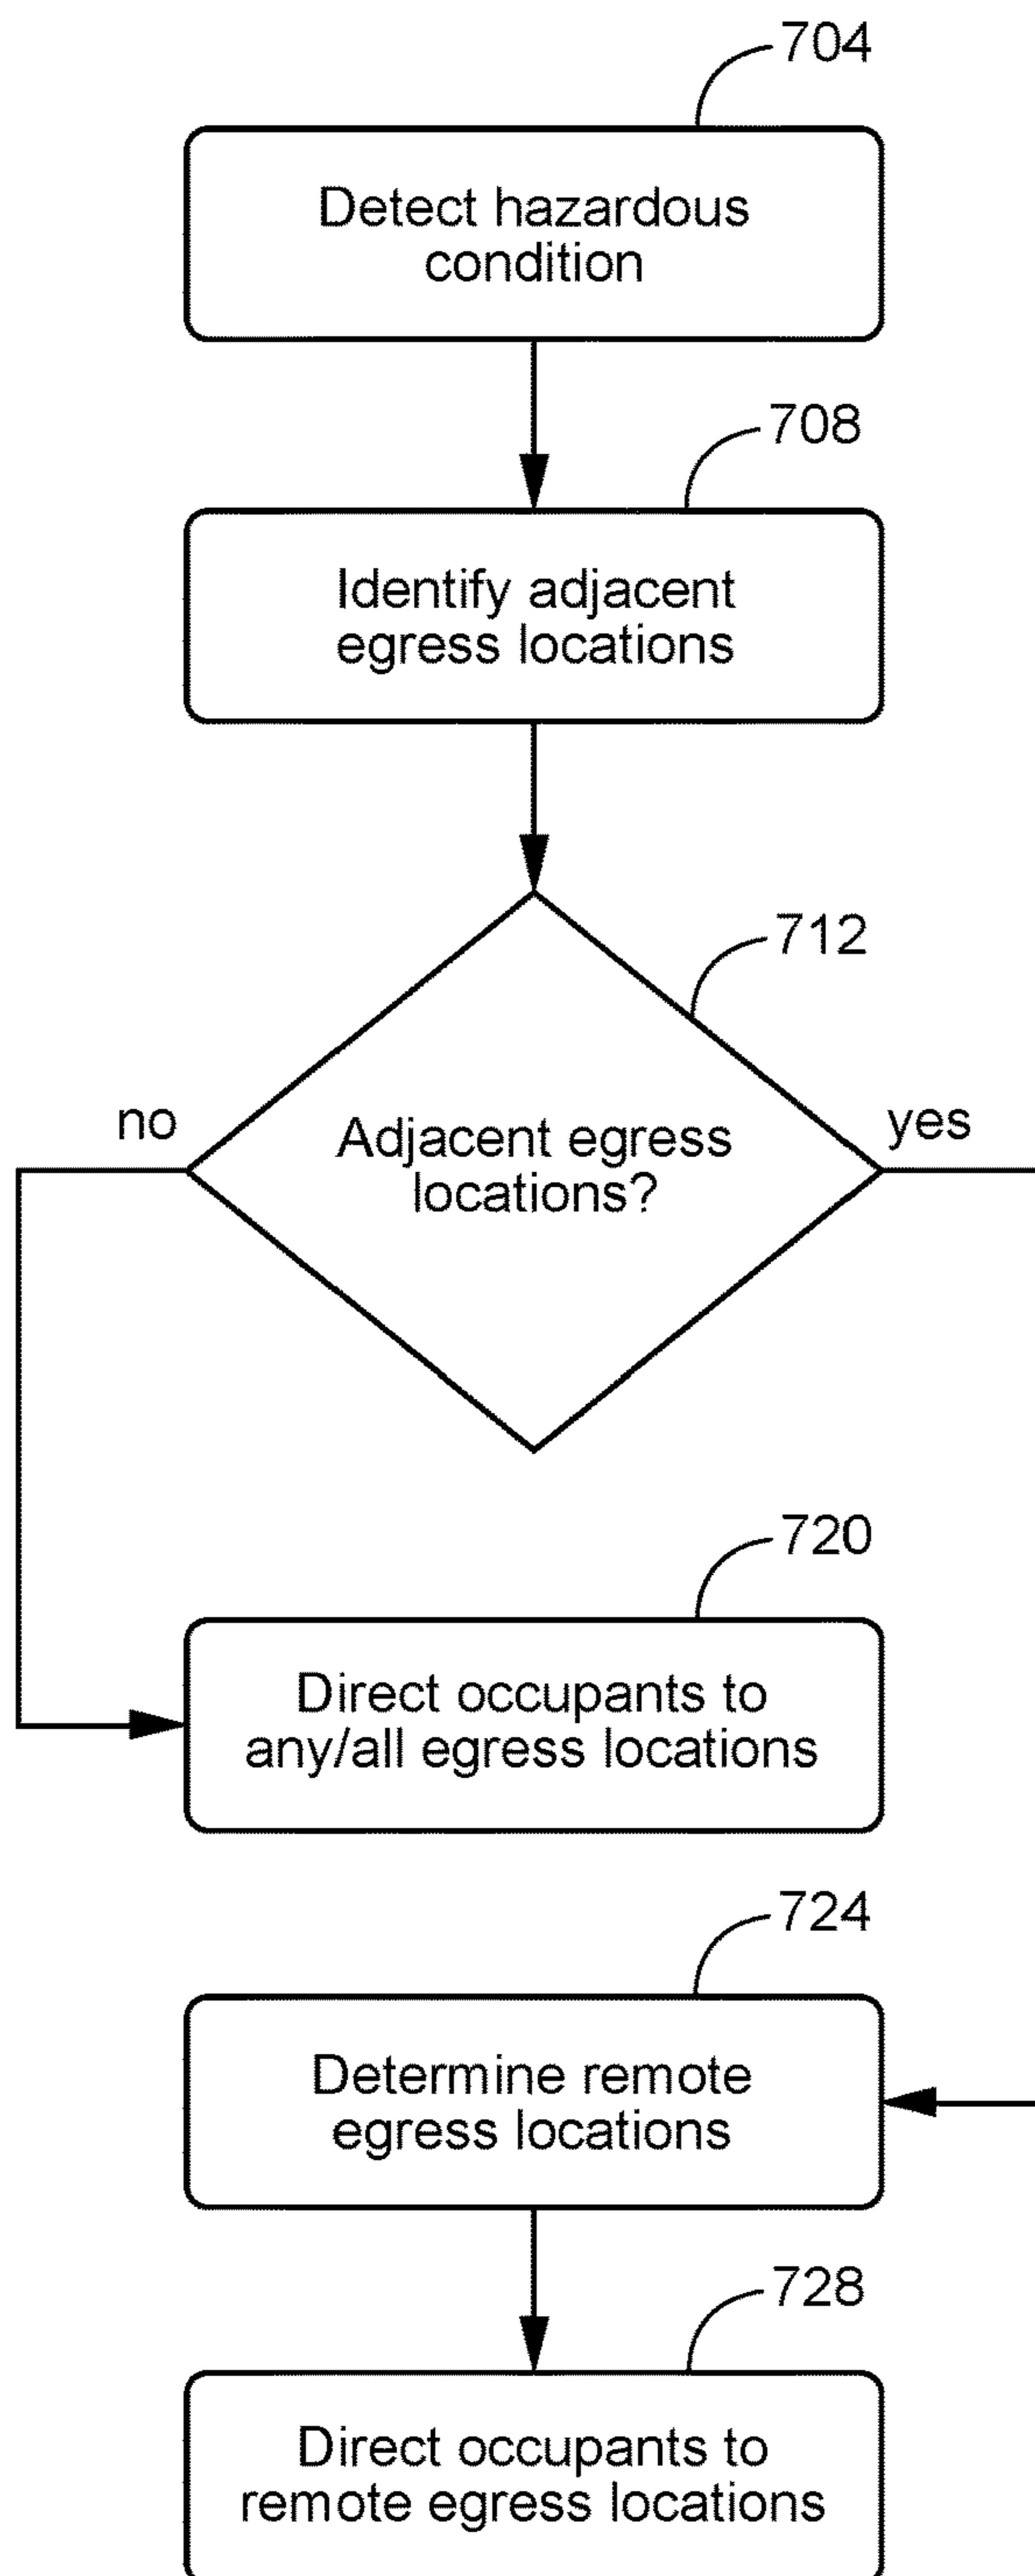 704
Detect hazardous
condition
708
Identify adjacent
egress locations
712
no
Adjacent egress
locations?
yes
720
Direct occupants to
any/all egress locations
724
Determine remote
egress locations
728
Direct occupants to
remote egress locations